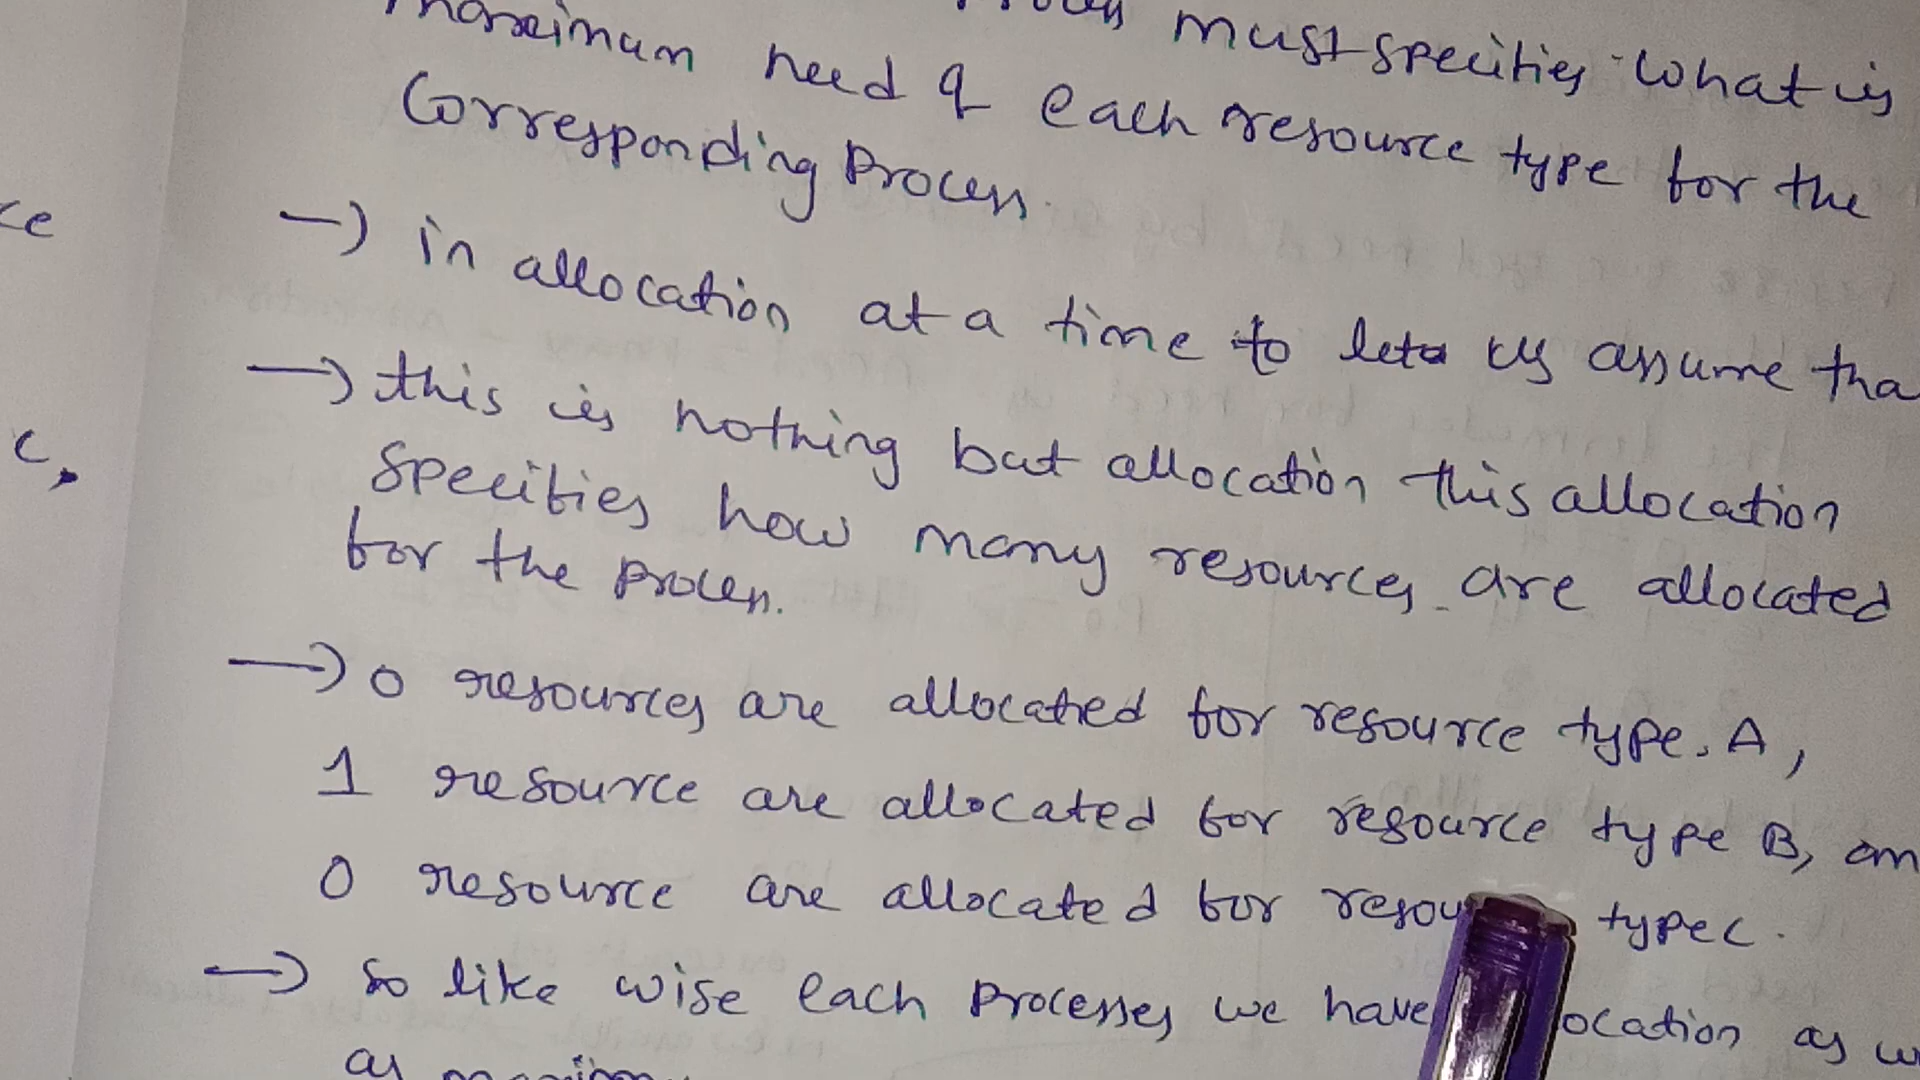 must specifies what is
maximum need of each resource type for the
Corresponding Process.
→ in allocation at a time to let us assume tha
→ this is nothing but allocation this allocation
specifies how many resources are allocated
for the process.
→ 0 resources are allocated for resource type A,
1 resource are allocated for resource type B, an
0 resource are allocated for resou type C.
→ So like wise each Processes we have ocation as w
as
ce
C,